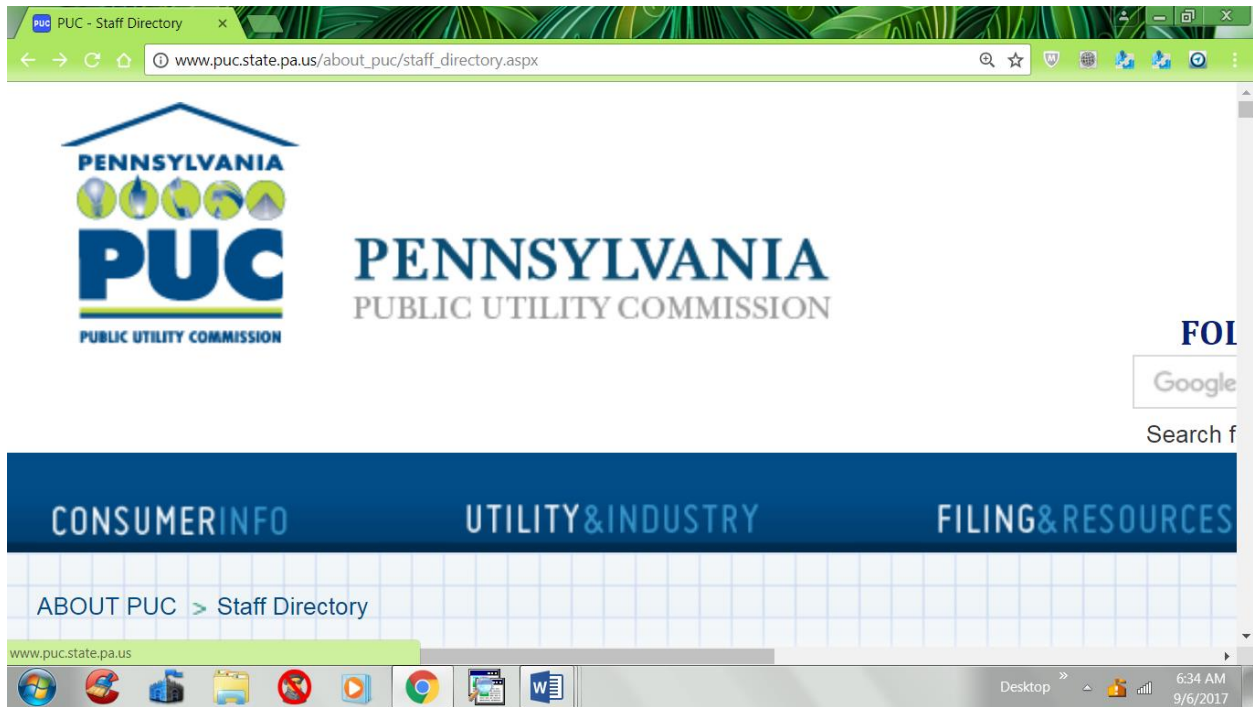 PUC - Staff Directory
www.puc.state.pa.us/about_puc/staff_directory.aspx
PENNSYLVANIA
PUC
PUBLIC UTILITY COMMISSION
PENNSYLVANIA
PUBLIC UTILITY COMMISSION
FOL
Google
Search f
CONSUMERINFO
UTILITY&INDUSTRY
FILING&RESOURCES
ABOUT PUC > Staff Directory
www.puc.state.pa.us
Desktop
6:34 AM
9/6/2017